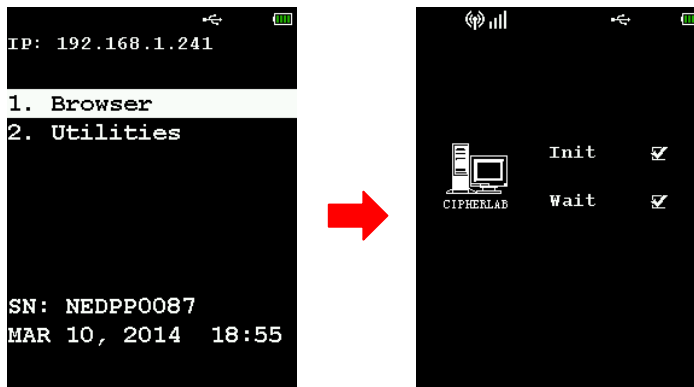 IP: 192.168.1.241
1. Browser
2. Utilities
SN: NEDPP0087
MAR 10, 2014 18:55
Init
CIPHERLAB
Wait